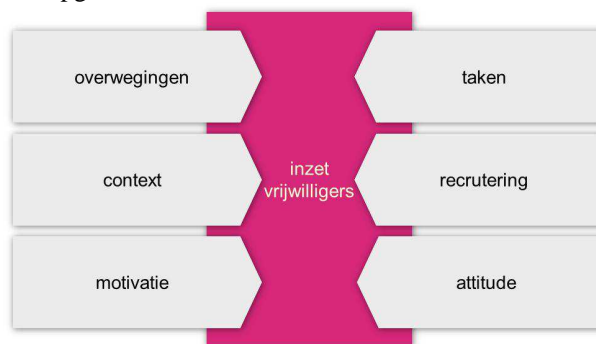 overwegingen
taken
inzet
vrijwilligers
context
recrutering
motivatie
attitude